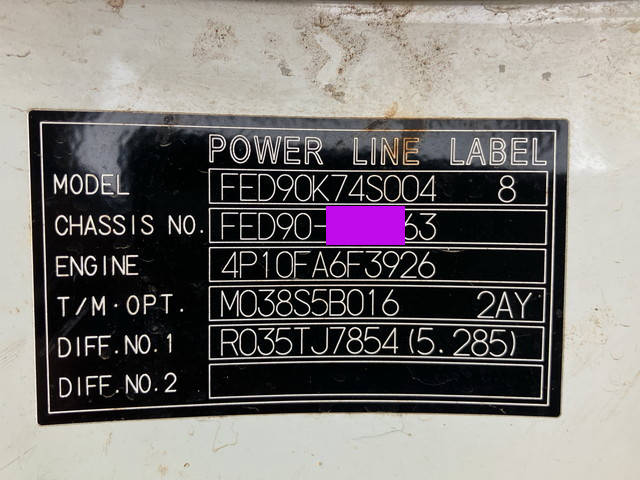 POWER LINE LABEL
MODEL FED90K74S004 8
CHASSIS NO. FED90- 63
ENGINE 4P10FA6F3926
T/M·OPT. M038S5B016 2AY
DIFF.NO.1 R035TJ7854(5.285)
DIFF.NO.2